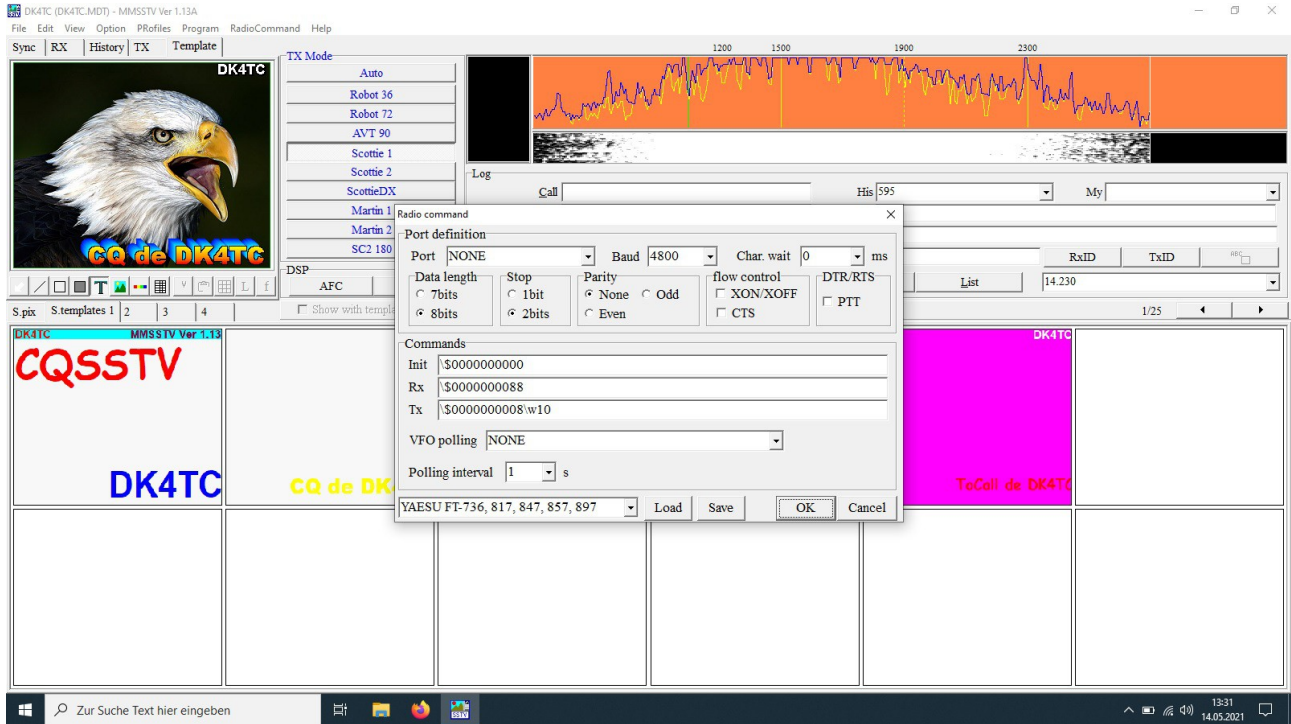 DK4TC (DK4TC.MDT) - MMSSTV Ver 1.13A
File Edit View Option PRofiles Program RadioCommand Help
Sync RX History TX Template
DK4TC
CQ de DK4TC
TX Mode
Auto
Robot 36
Robot 72
AVT 90
Scottie 1
Scottie 2
ScottieDX
Martin 1
Martin 2
SC2 180
DSP
AFC
1200 1500 1900 2300
Log
Call His 595 My
RxID TxID
List 14.230
T L f
S.pix S.templates 1 2 3 4
Show with templ
1/25
Radio command
Port definition
Port NONE Baud 4800 Char. wait 0 ms
Data length
7bits
8bits
Stop
1bit
2bits
Parity
None Odd
Even
flow control
XON/XOFF
CTS
DTR/RTS
PTT
Commands
Init \$0000000000
Rx \$0000000088
Tx \$0000000008\w10
VFO polling NONE
Polling interval 1 s
YAESU FT-736, 817, 847, 857, 897 Load Save OK Cancel
DK4TC MMSSTV Ver 1.13
CQSSTV
DK4TC
CQ de DK
DK4TC
ToCall de DK4TC
Zur Suche Text hier eingeben
SSTV
13:31
14.05.2021